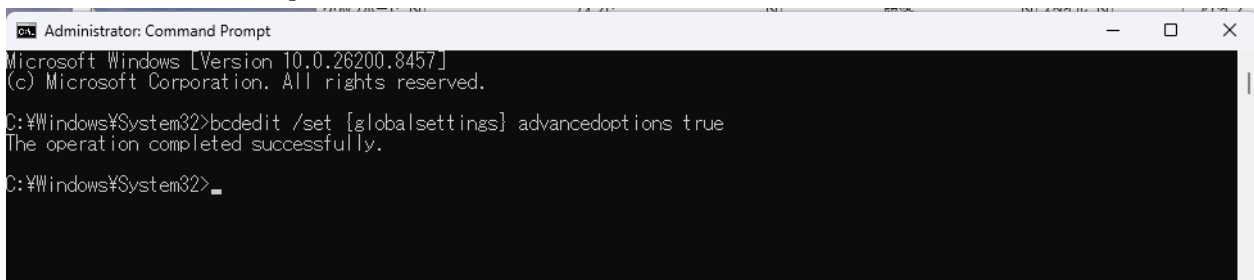 Administrator: Command Prompt
Microsoft Windows [Version 10.0.26200.8457]
(c) Microsoft Corporation. All rights reserved.
C:¥Windows¥System32>bcdedit /set {globalsettings} advancedoptions true
The operation completed successfully.
C:¥Windows¥System32>